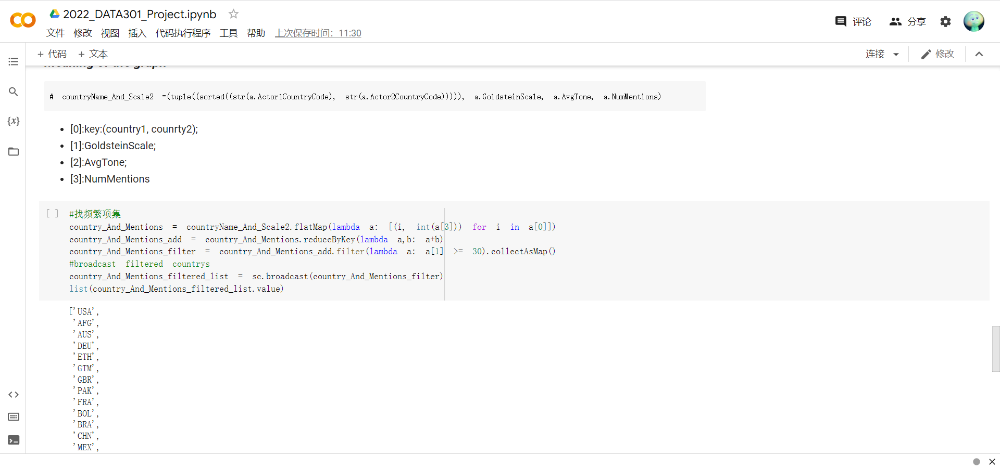 2022_DATA301_Project.ipynb
评论
分享
文件 修改 视图 插入 代码执行程序 工具 帮助 上次保存时间：11:30
+ 代码 + 文本
连接
修改
Meaning of the graph
# countryName_And_Scale2 =(tuple((sorted((str(a.Actor1CountryCode), str(a.Actor2CountryCode))))), a.GoldsteinScale, a.AvgTone, a.NumMentions)
[0]:key:(country1, counrty2);
[1]:GoldsteinScale;
[2]:AvgTone;
[3]:NumMentions
[ ]
#找频繁项集
country_And_Mentions = countryName_And_Scale2.flatMap(lambda a: [(i, int(a[3])) for i in a[0]])
country_And_Mentions_add = country_And_Mentions.reduceByKey(lambda a,b: a+b)
country_And_Mentions_filter = country_And_Mentions_add.filter(lambda a: a[1] >= 30).collectAsMap()
#broadcast filtered countrys
country_And_Mentions_filtered_list = sc.broadcast(country_And_Mentions_filter)
list(country_And_Mentions_filtered_list.value)
['USA',
'AFG',
'AUS',
'DEU',
'ETH',
'GTM',
'GBR',
'PAK',
'FRA',
'BOL',
'BRA',
'CHN',
'MEX',